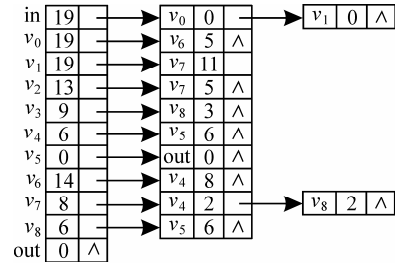 in 19 v0 0 v1 0 ∧
v0 19 v6 5 ∧
v1 19 v7 11
v2 13 v7 5 ∧
v3 9 v8 3 ∧
v4 6 v5 6 ∧
v5 0 out 0 ∧
v6 14 v4 8 ∧
v7 8 v4 2 v8 2 ∧
v8 6 v5 6 ∧
out 0 ∧